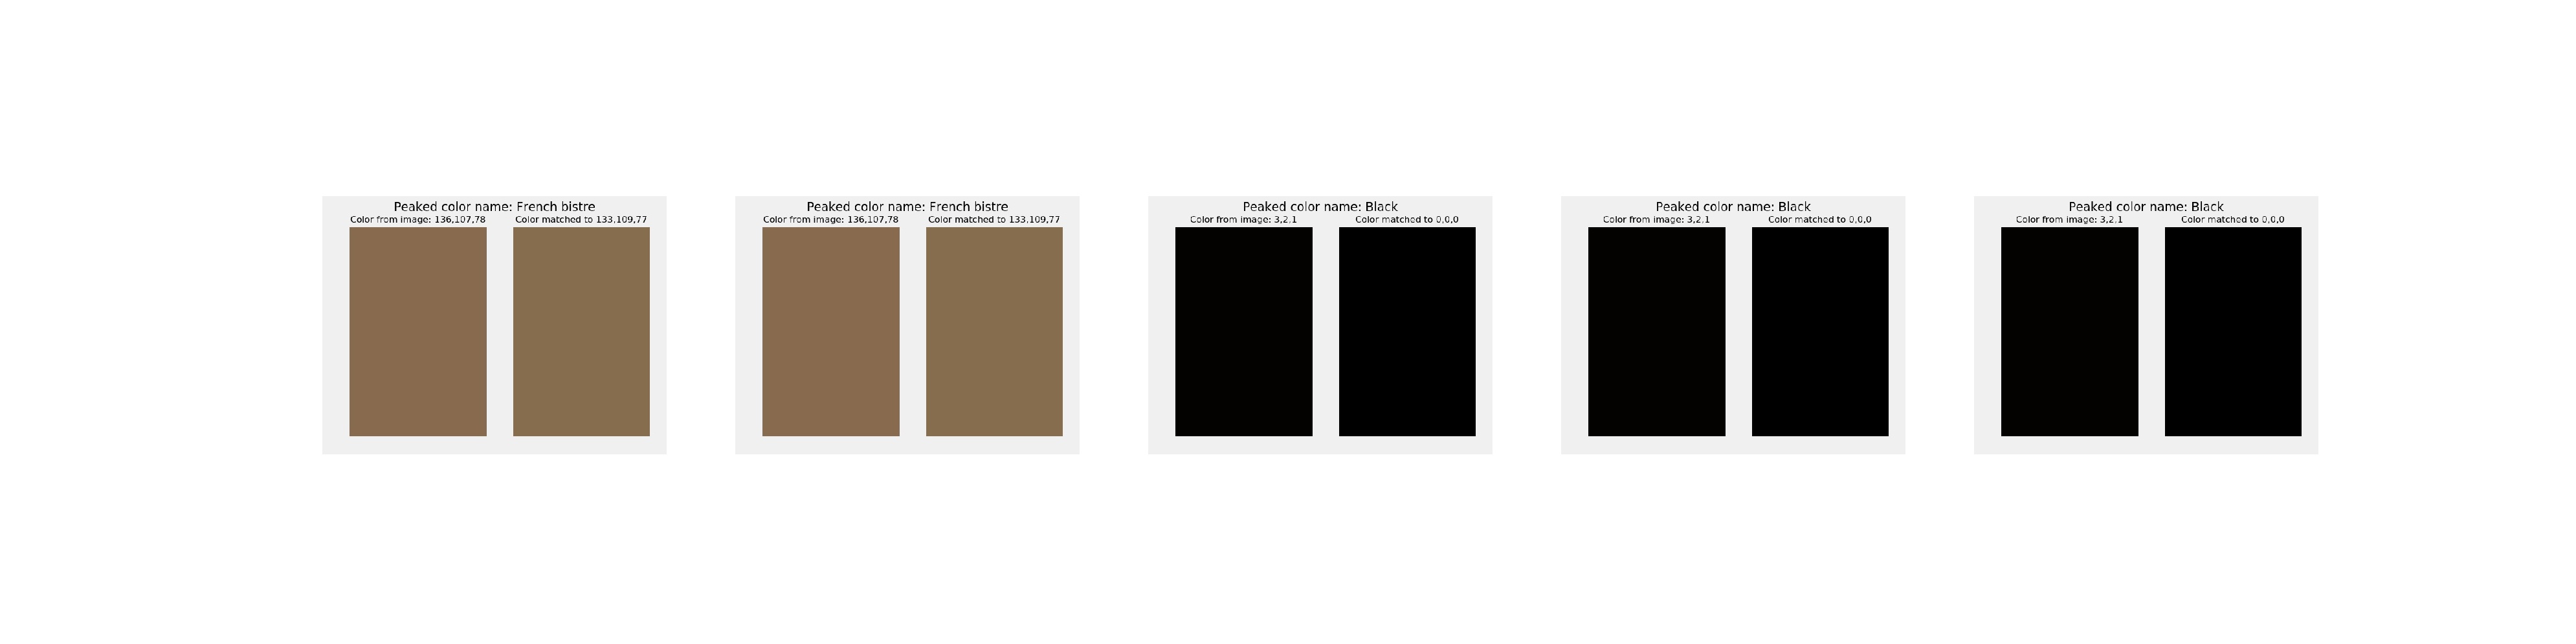 Peaked color name: French bistre
Color from image: 136,107,78
Color matched to 133,109,77
Peaked color name: French bistre
Color from image: 136,107,78
Color matched to 133,109,77
Peaked color name: Black
Color from image: 3,2,1
Color matched to 0,0,0
Peaked color name: Black
Color from image: 3,2,1
Color matched to 0,0,0
Peaked color name: Black
Color from image: 3,2,1
Color matched to 0,0,0